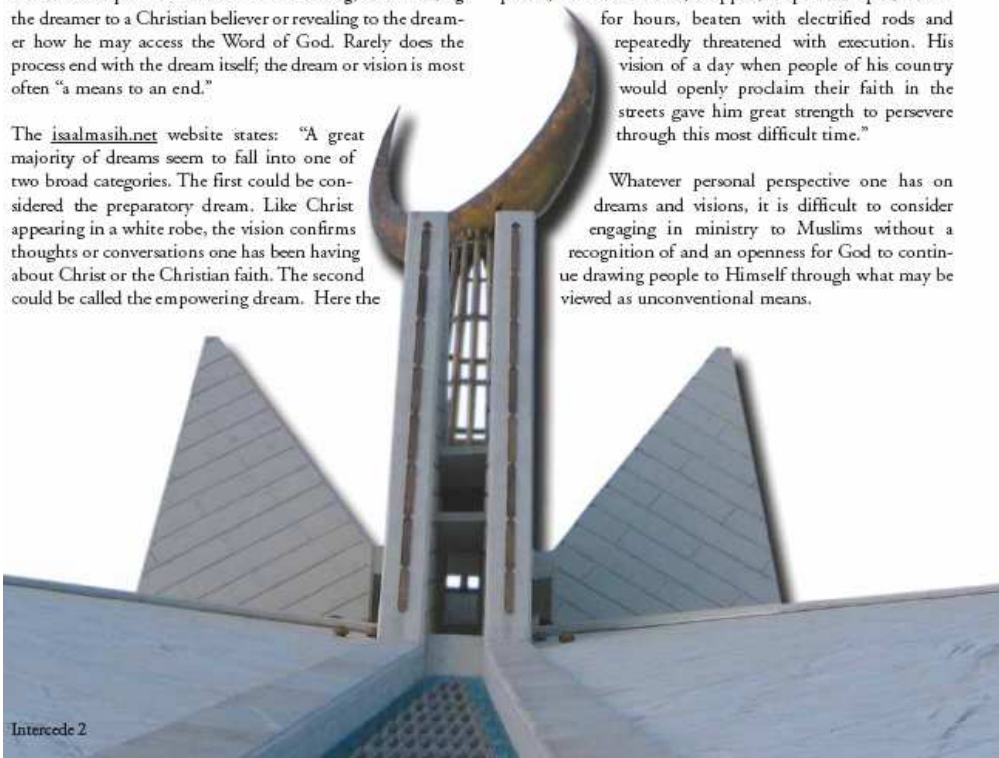 the dreamer to a Christian believer or revealing to the dream-
er how he may access the Word of God. Rarely does the
process end with the dream itself; the dream or vision is most
often “a means to an end.”
The isaalmasih.net website states: “A great
majority of dreams seem to fall into one of
two broad categories. The first could be con-
sidered the preparatory dream. Like Christ
appearing in a white robe, the vision confirms
thoughts or conversations one has been having
about Christ or the Christian faith. The second
could be called the empowering dream. Here the
for hours, beaten with electrified rods and
repeatedly threatened with execution. His
vision of a day when people of his country
would openly proclaim their faith in the
streets gave him great strength to persevere
through this most difficult time.”
Whatever personal perspective one has on
dreams and visions, it is difficult to consider
engaging in ministry to Muslims without a
recognition of and an openness for God to contin-
ue drawing people to Himself through what may be
viewed as unconventional means.
Intercede 2